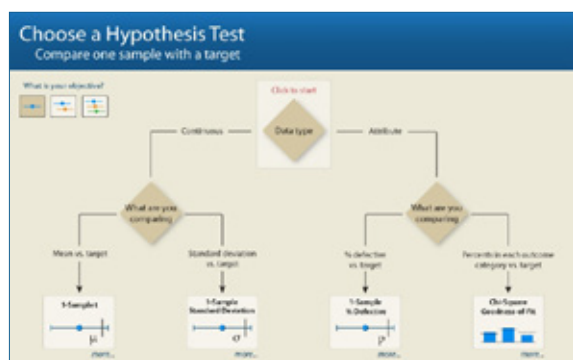 Choose a Hypothesis Test
Compare one sample with a target
What is your objective?
Click to start
Continuous
Data type
Attribute
What are you
comparing
What are you
comparing
Mean vs. target
Standard deviation
vs. target
% defective
vs. target
Percents in each outcome
category vs. target
1-Sample t
1-Sample
Standard Deviation
1-Sample
% Defective
Chi-Square
Goodness of Fit
μ
σ
p
more...
more...
more...
more...